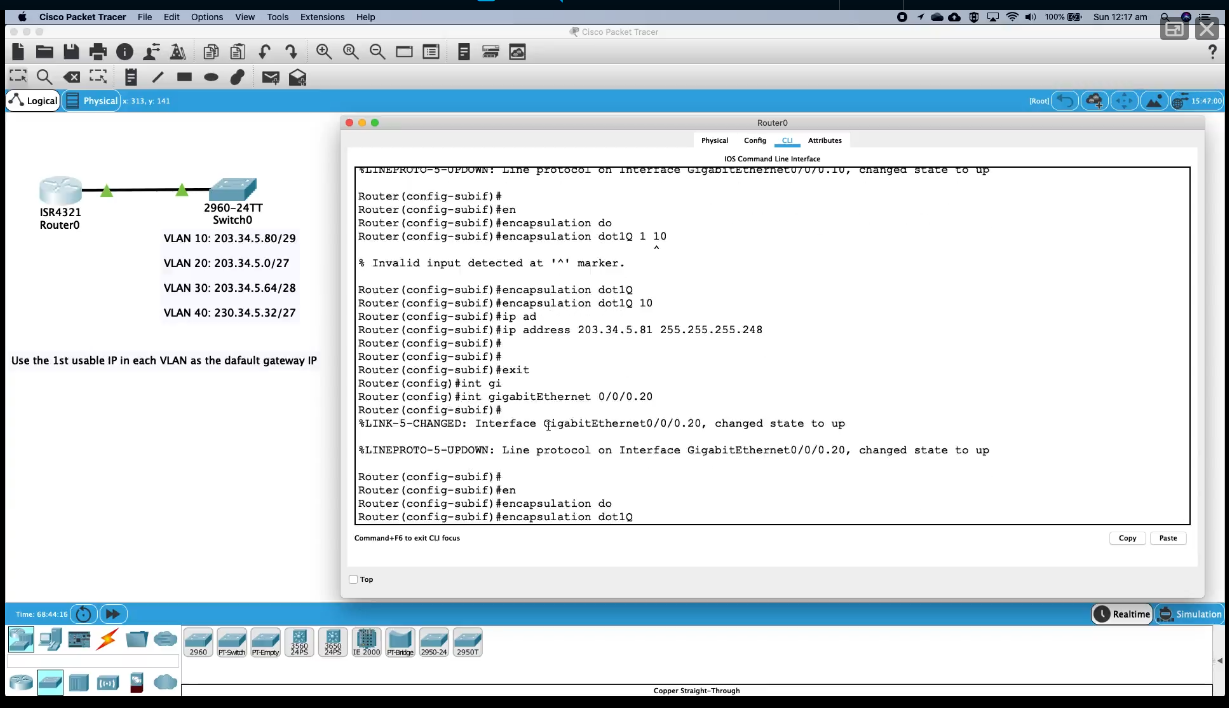 Cisco Packet Tracer File Edit Options View Tools Extensions Help
100% Sun 12:17 am
Cisco Packet Tracer
Logical Physical x: 313, y: 141
[Root] 15:47:00
Router0
Physical Config CLI Attributes
IOS Command Line Interface
%LINEPROTO-5-UPDOWN: Line protocol on Interface GigabitEthernet0/0/0.10, changed state to up
Router(config-subif)#
Router(config-subif)#en
Router(config-subif)#encapsulation do
Router(config-subif)#encapsulation dot1Q 1 10
^
% Invalid input detected at '^' marker.
Router(config-subif)#encapsulation dot1Q
Router(config-subif)#encapsulation dot1Q 10
Router(config-subif)#ip ad
Router(config-subif)#ip address 203.34.5.81 255.255.255.248
Router(config-subif)#
Router(config-subif)#
Router(config-subif)#exit
Router(config)#int gi
Router(config)#int gigabitEthernet 0/0/0.20
Router(config-subif)#
%LINK-5-CHANGED: Interface GigabitEthernet0/0/0.20, changed state to up
%LINEPROTO-5-UPDOWN: Line protocol on Interface GigabitEthernet0/0/0.20, changed state to up
Router(config-subif)#
Router(config-subif)#en
Router(config-subif)#encapsulation do
Router(config-subif)#encapsulation dot1Q
Command+F6 to exit CLI focus
Copy Paste
Top
ISR4321
Router0
2960-24TT
Switch0
VLAN 10: 203.34.5.80/29
VLAN 20: 203.34.5.0/27
VLAN 30: 203.34.5.64/28
VLAN 40: 230.34.5.32/27
Use the 1st usable IP in each VLAN as the dafault gateway IP
Time: 68:44:16
Realtime Simulation
2960 PT-Switch PT-Empty 3560 24PS 3650 24PS IE 2000 PT-Bridge 2950-24 2950T
Copper Straight-Through